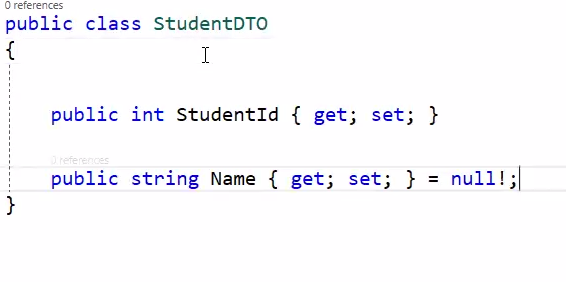 0 references
public class StudentDTO
{
public int StudentId { get; set; }
0 references
public string Name { get; set; } = null!;
}